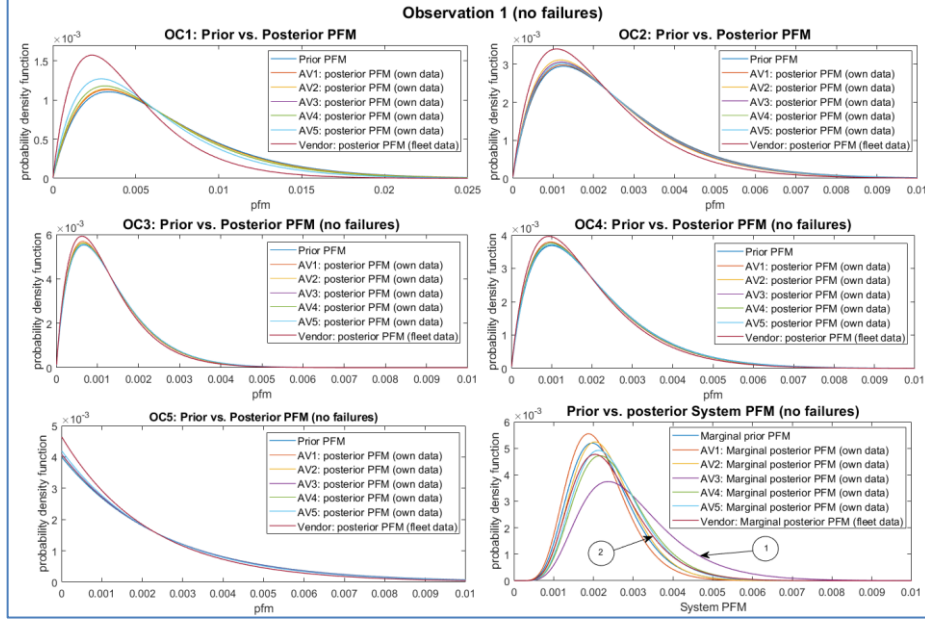 Observation 1 (no failures)
OC1: Prior vs. Posterior PFM
×10⁻³
probability density function
1.5
1
0.5
0
0
0.005
0.01
0.015
0.02
0.025
pfm
Prior PFM
AV1: posterior PFM (own data)
AV2: posterior PFM (own data)
AV3: posterior PFM (own data)
AV4: posterior PFM (own data)
AV5: posterior PFM (own data)
Vendor: posterior PFM (fleet data)
OC2: Prior vs. Posterior PFM
×10⁻³
probability density function
3
2
1
0
0
0.001
0.002
0.003
0.004
0.005
0.006
0.007
0.008
0.009
0.01
pfm
Prior PFM
AV1: posterior PFM (own data)
AV2: posterior PFM (own data)
AV3: posterior PFM (own data)
AV4: posterior PFM (own data)
AV5: posterior PFM (own data)
Vendor: posterior PFM (fleet data)
OC3: Prior vs. Posterior PFM (no failures)
×10⁻³
probability density function
6
4
2
0
0
0.001
0.002
0.003
0.004
0.005
0.006
0.007
0.008
0.009
0.01
pfm
Prior PFM
AV1: posterior PFM (own data)
AV2: posterior PFM (own data)
AV3: posterior PFM (own data)
AV4: posterior PFM (own data)
AV5: posterior PFM (own data)
Vendor: posterior PFM (fleet data)
OC4: Prior vs. Posterior PFM (no failures)
×10⁻³
probability density function
4
3
2
1
0
0
0.001
0.002
0.003
0.004
0.005
0.006
0.007
0.008
0.009
0.01
pfm
Prior PFM
AV1: posterior PFM (own data)
AV2: posterior PFM (own data)
AV3: posterior PFM (own data)
AV4: posterior PFM (own data)
AV5: posterior PFM (own data)
Vendor: posterior PFM (fleet data)
OC5: Prior vs. Posterior PFM (no failures)
×10⁻³
probability density function
5
4
3
2
1
0
0
0.001
0.002
0.003
0.004
0.005
0.006
0.007
0.008
0.009
0.01
pfm
Prior PFM
AV1: posterior PFM (own data)
AV2: posterior PFM (own data)
AV3: posterior PFM (own data)
AV4: posterior PFM (own data)
AV5: posterior PFM (own data)
Vendor: posterior PFM (fleet data)
Prior vs. posterior System PFM (no failures)
×10⁻³
probability density function
6
5
4
3
2
1
0
0
0.001
0.002
0.003
0.004
0.005
0.006
0.007
0.008
0.009
0.01
System PFM
Marginal prior PFM
AV1: Marginal posterior PFM (own data)
AV2: Marginal posterior PFM (own data)
AV3: Marginal posterior PFM (own data)
AV4: Marginal posterior PFM (own data)
AV5: Marginal posterior PFM (own data)
Vendor: Marginal posterior PFM (fleet data)
2
1